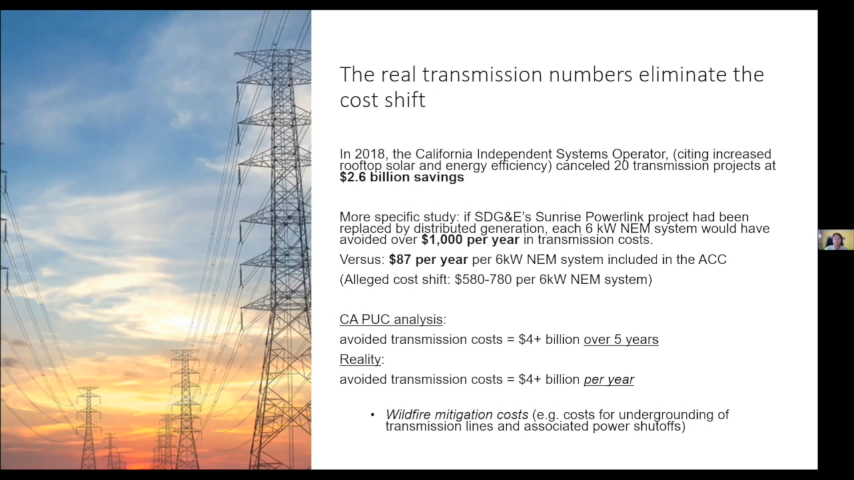 The real transmission numbers eliminate the
cost shift
In 2018, the California Independent Systems Operator, (citing increased
rooftop solar and energy efficiency) canceled 20 transmission projects at
$2.6 billion savings
More specific study: if SDG&E's Sunrise Powerlink project had been
replaced by distributed generation, each 6 kW NEM system would have
avoided over $1,000 per year in transmission costs.
Versus: $87 per year per 6kW NEM system included in the ACC
(Alleged cost shift: $580-780 per 6kW NEM system)
CA PUC analysis:
avoided transmission costs = $4+ billion over 5 years
Reality:
avoided transmission costs = $4+ billion per year
• Wildfire mitigation costs (e.g. costs for undergrounding of
transmission lines and associated power shutoffs)